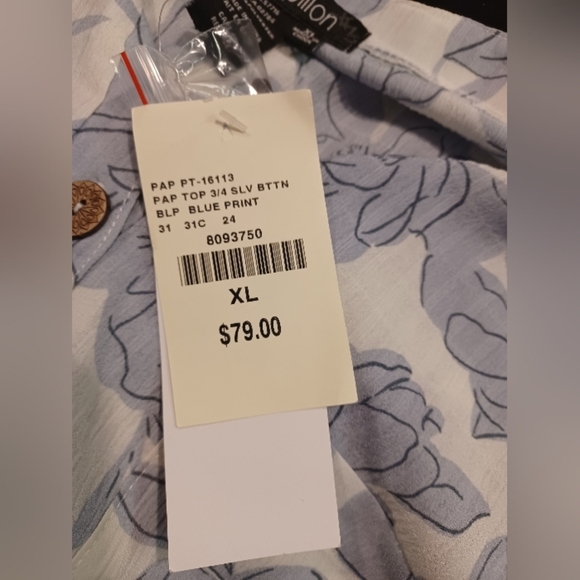 PAP PT-16113
PAP TOP 3/4 SLV BTTN
BLP BLUE PRINT
31 31C 24
8093750
XL
$79.00